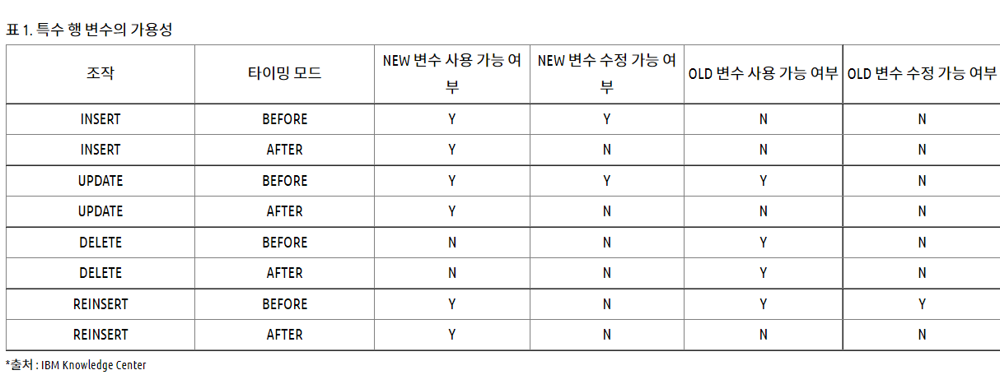 표 1. 특수 행 변수의 가용성
조작 타이밍 모드 NEW 변수 사용 가능 여부 NEW 변수 수정 가능 여부 OLD 변수 사용 가능 여부 OLD 변수 수정 가능 여부
INSERT BEFORE Y Y N N
INSERT AFTER Y N N N
UPDATE BEFORE Y Y Y N
UPDATE AFTER Y N N N
DELETE BEFORE N N Y N
DELETE AFTER N N Y N
REINSERT BEFORE Y N Y Y
REINSERT AFTER Y N N N
*출처 : IBM Knowledge Center